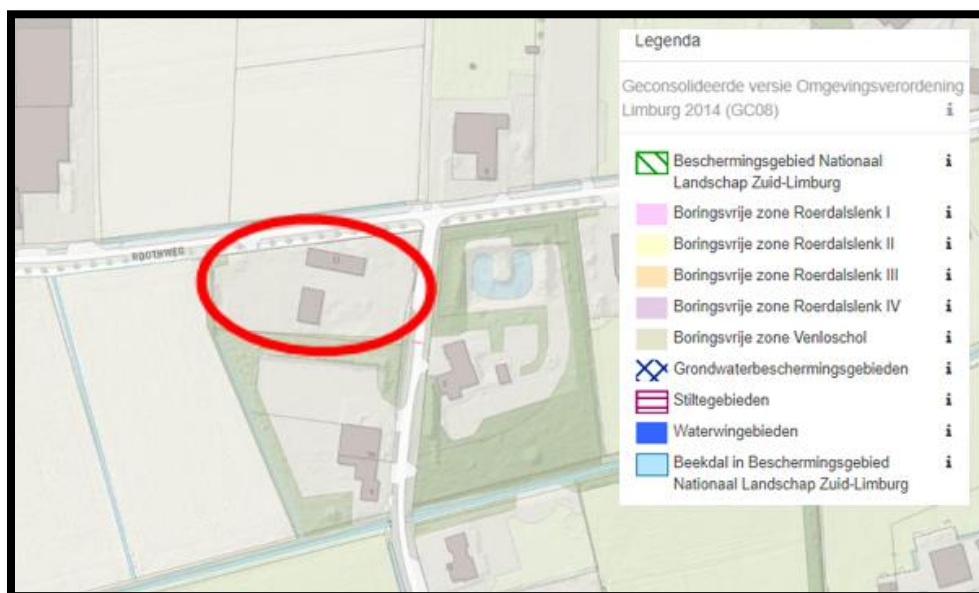 Legenda
Geconsolideerde versie Omgevingsverordening
Limburg 2014 (GC08)
Beschermingsgebied Nationaal
Landschap Zuid-Limburg
Boringsvrije zone Roerdalslenk I
Boringsvrije zone Roerdalslenk II
Boringsvrije zone Roerdalslenk III
Boringsvrije zone Roerdalslenk IV
Boringsvrije zone Venloschol
Grondwaterbeschermingsgebieden
Stiltegebieden
Waterwingebieden
Beekdal in Beschermingsgebied
Nationaal Landschap Zuid-Limburg
ROOTHWEG